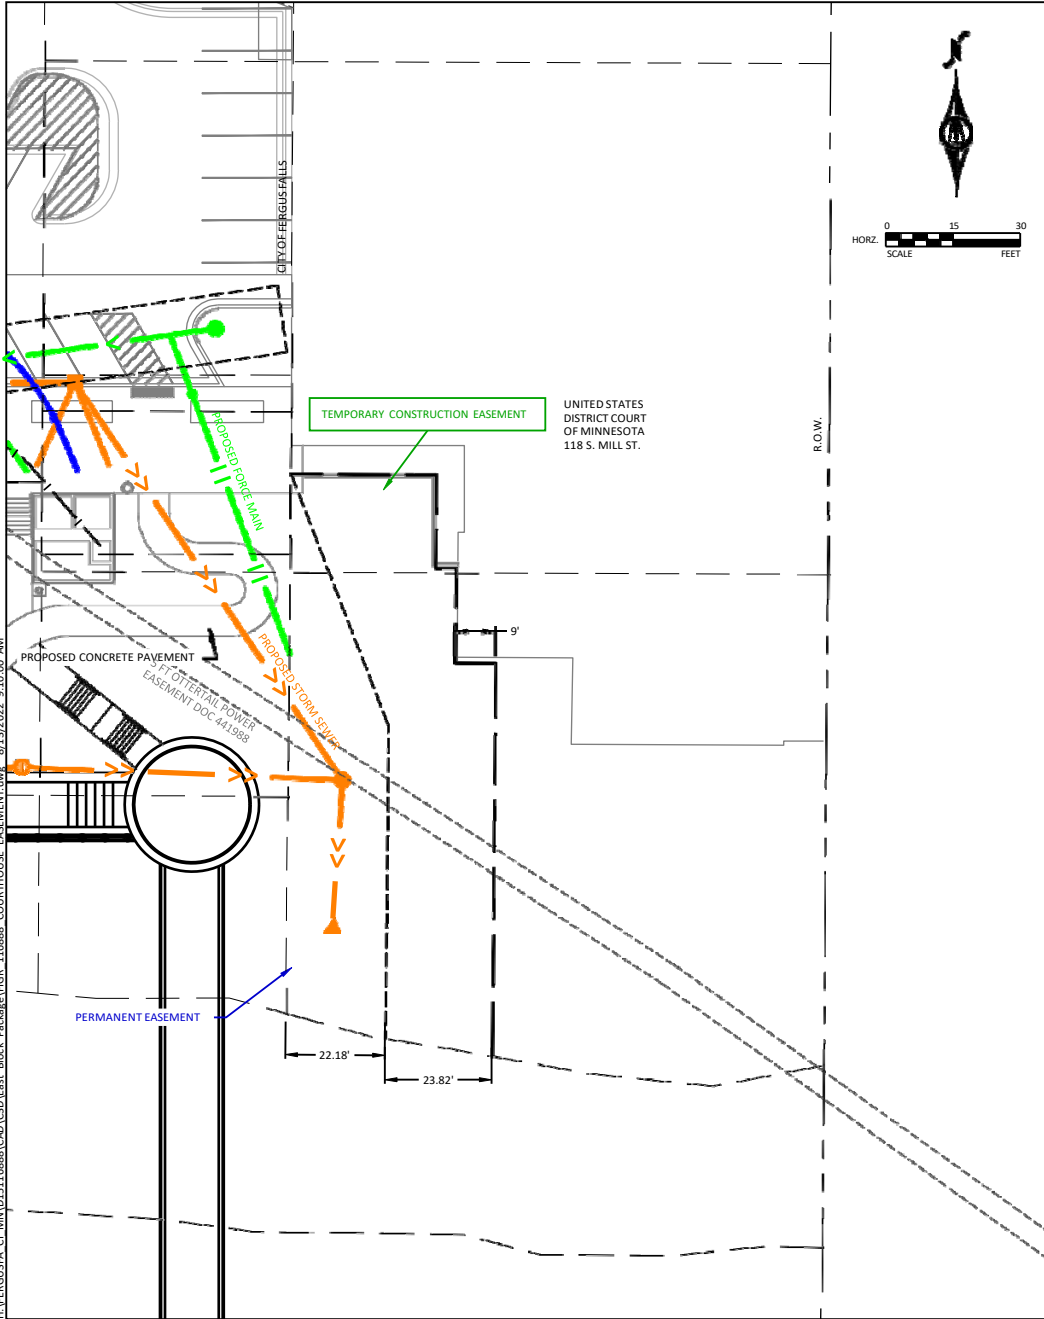 CITY OF FERGUS FALLS
0 15 30
HORZ.
SCALE FEET
TEMPORARY CONSTRUCTION EASEMENT
UNITED STATES
DISTRICT COURT
OF MINNESOTA
118 S. MILL ST.
R.O.W.
PROPOSED FORCE MAIN
9'
PROPOSED CONCRETE PAVEMENT
PROPOSED STORM SEWER
5 FT OTTERTAIL POWER
EASEMENT DOC 441988
PERMANENT EASEMENT
22.18'
23.82'